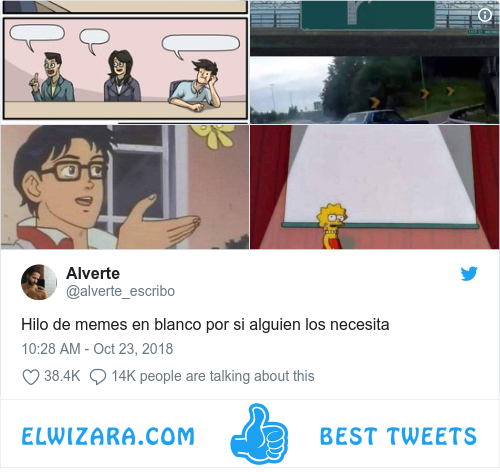 Alverte
@alverte_escribo
Hilo de memes en blanco por si alguien los necesita
10:28 AM - Oct 23, 2018
38.4K 14K people are talking about this
ELWIZARA.COM BEST TWEETS